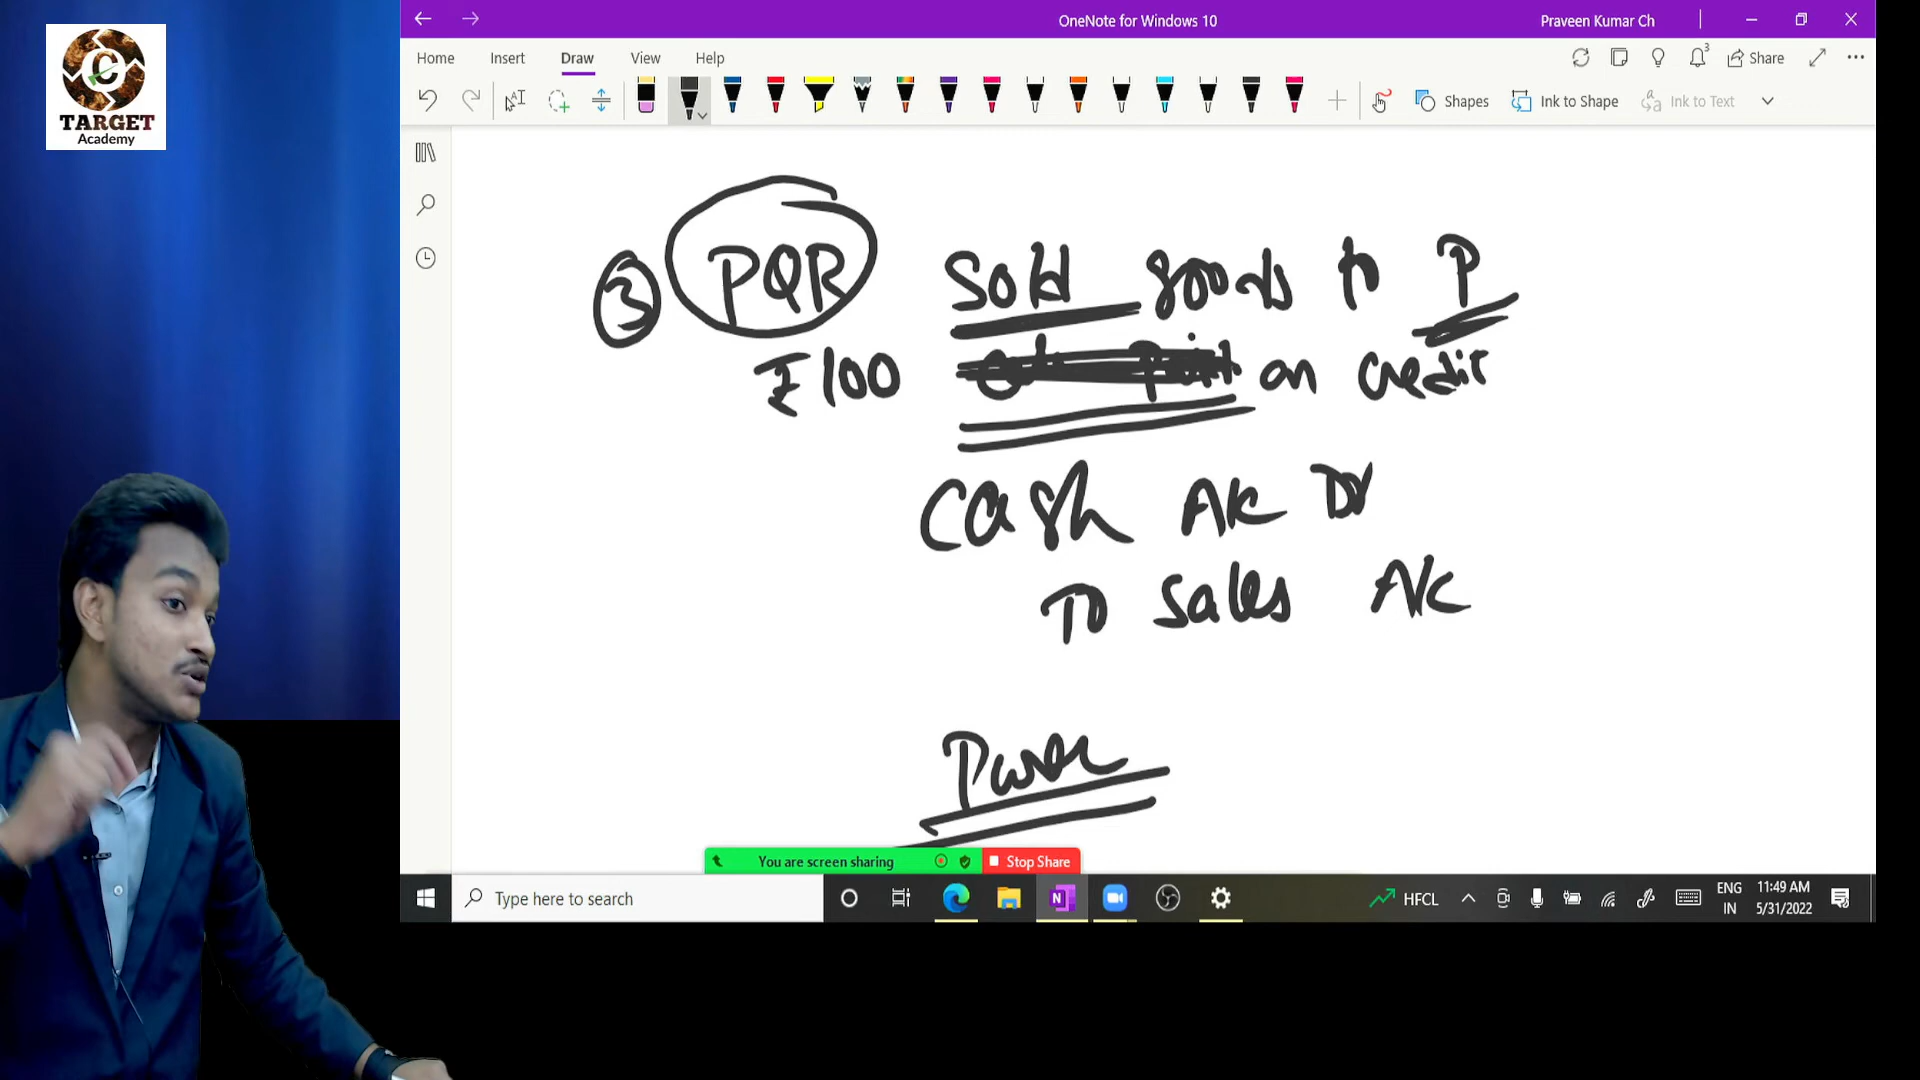 C
TARGET
Academy
OneNote for Windows 10
Praveen Kumar Ch
Home Insert Draw View Help
3
Share
Shapes
Ink to Shape
Ink to Text
③ PQR Sold goods to P
₹100 on credit
Cash A/c Dr
To Sales A/c
You are screen sharing
Stop Share
Type here to search
HFCL
ENG
IN
11:49 AM
5/31/2022